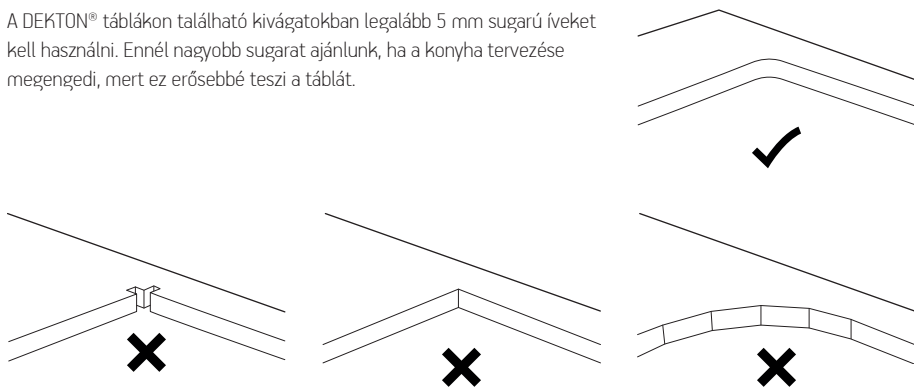 A DEKTON® táblákon található kivágatokban legalább 5 mm sugarú íveket
kell használni. Ennél nagyobb sugarat ajánlunk, ha a konyha tervezése
megengedi, mert ez erősebbé teszi a táblát.